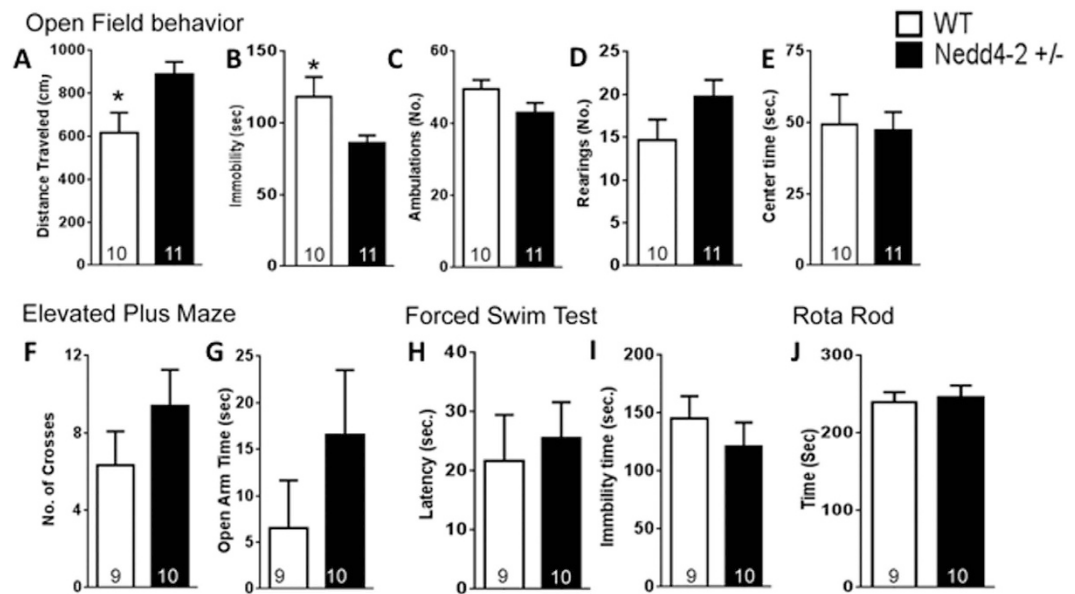 Open Field behavior
WT
Nedd4-2 +/-
A
Distance Traveled (cm)
1000
800
600
400
200
0
*
10
11
B
Immobility (sec)
150
100
50
0
*
10
11
C
Ambulations (No.)
60
40
20
0
10
11
D
Rearings (No.)
25
20
15
10
5
0
10
11
E
Center time (sec.)
75
50
25
0
10
11
Elevated Plus Maze
Forced Swim Test
Rota Rod
F
No. of Crosses
12
8
4
0
9
10
G
Open Arm Time (sec)
25
20
15
10
5
0
9
10
H
Latency (sec.)
40
30
20
10
0
9
10
I
Immbility time (sec.)
200
150
100
50
0
9
10
J
Time (Sec)
300
200
100
0
9
10